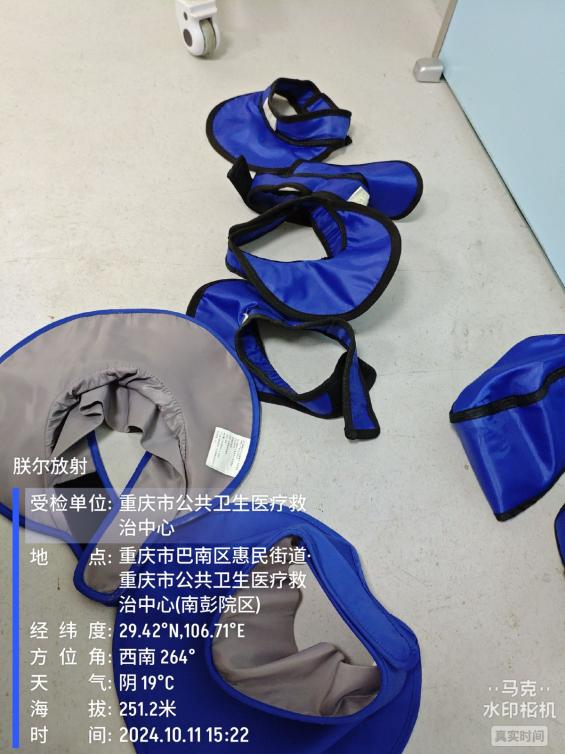 朕尔放射
受检单位: 重庆市公共卫生医疗救
治中心
地 点: 重庆市巴南区惠民街道·
重庆市公共卫生医疗救
治中心(南彭院区)
经纬度: 29.42°N,106.71°E
方位角: 西南 264°
天 气: 阴 19°C
海 拔: 251.2米
时 间: 2024.10.11 15:22
马克
水印相机
真实时间